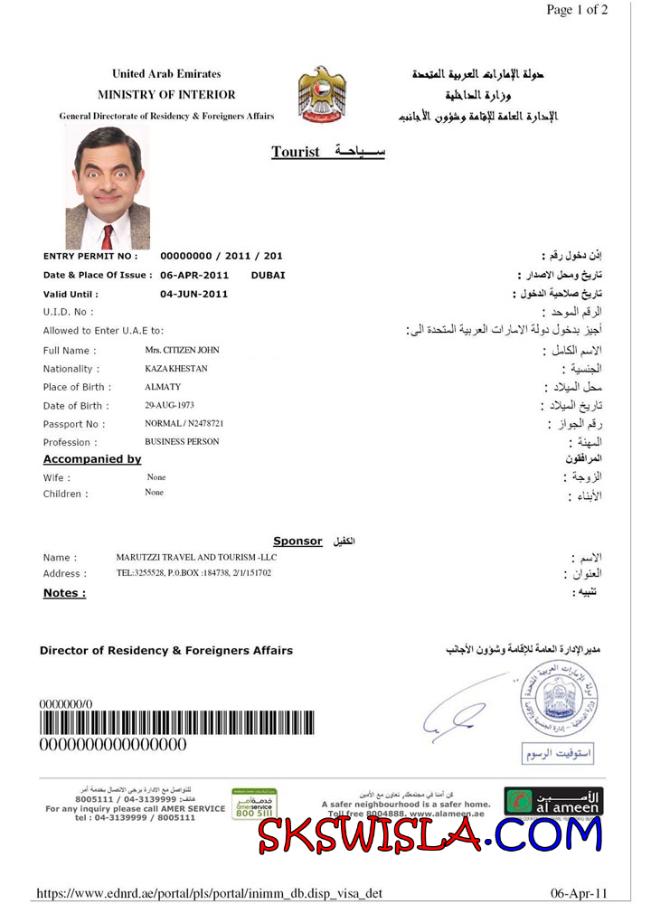 Page 1 of 2
United Arab Emirates
دولة الإمارات العربية المتحدة
MINISTRY OF INTERIOR
وزارة الداخلية
General Directorate of Residency & Foreigners Affairs
الإدارة العامة للإقامة وشؤون الأجانب
Tourist سياحة
ENTRY PERMIT NO : 00000000 / 2011 / 201 إذن دخول رقم :
Date & Place Of Issue : 06-APR-2011 DUBAI تاريخ ومحل الاصدار :
Valid Until : 04-JUN-2011 تاريخ صلاحية الدخول :
U.I.D. No : الرقم الموحد :
Allowed to Enter U.A.E to: أجيز بدخول دولة الامارات العربية المتحدة الى:
Full Name : Mrs. CITIZEN JOHN الاسم الكامل :
Nationality : KAZAKHESTAN الجنسية :
Place of Birth : ALMATY محل الميلاد :
Date of Birth : 29-AUG-1973 تاريخ الميلاد :
Passport No : NORMAL / N2478721 رقم الجواز :
Profession : BUSINESS PERSON المهنة :
Accompanied by المرافقون
Wife : None الزوجة :
Children : None الأبناء :
Sponsor الكفيل
Name : MARUTZZI TRAVEL AND TOURISM -LLC الاسم :
Address : TEL:3255528, P.0.BOX :184738, 2/1/151702 العنوان :
Notes : تنبيه :
Director of Residency & Foreigners Affairs مدير الإدارة العامة للإقامة وشؤون الأجانب
0000000/0
0000000000000000
دولة الإمارات العربية المتحدة
استوفيت الرسوم
للتواصل مع الادارة يرجى الاتصال بخدمة أمر
هاتف: 04-3139999 / 8005111
For any inquiry please call AMER SERVICE
tel : 04-3139999 / 8005111
خدمة أمر
amerservice
800 5111
كن آمنا في مجتمعك تعاون مع الأمين
A safer neighbourhood is a safer home.
Toll free 8004888. www.alameen.ae
الأمين
al ameen
SKSWISLA.COM
https://www.ednrd.ae/portal/pls/portal/inimm_db.disp_visa_det 06-Apr-11